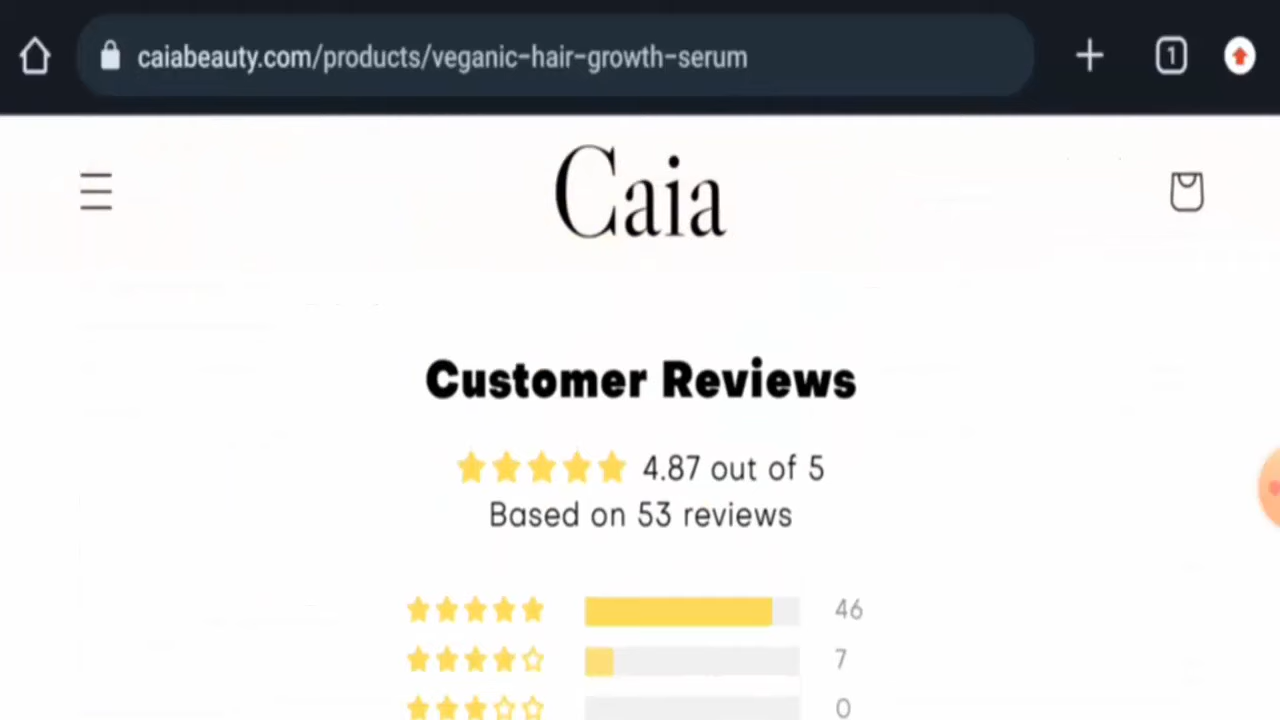 caiabeauty.com/products/veganic-hair-growth-serum
1
Caia
Customer Reviews
4.87 out of 5
Based on 53 reviews
46
7
0